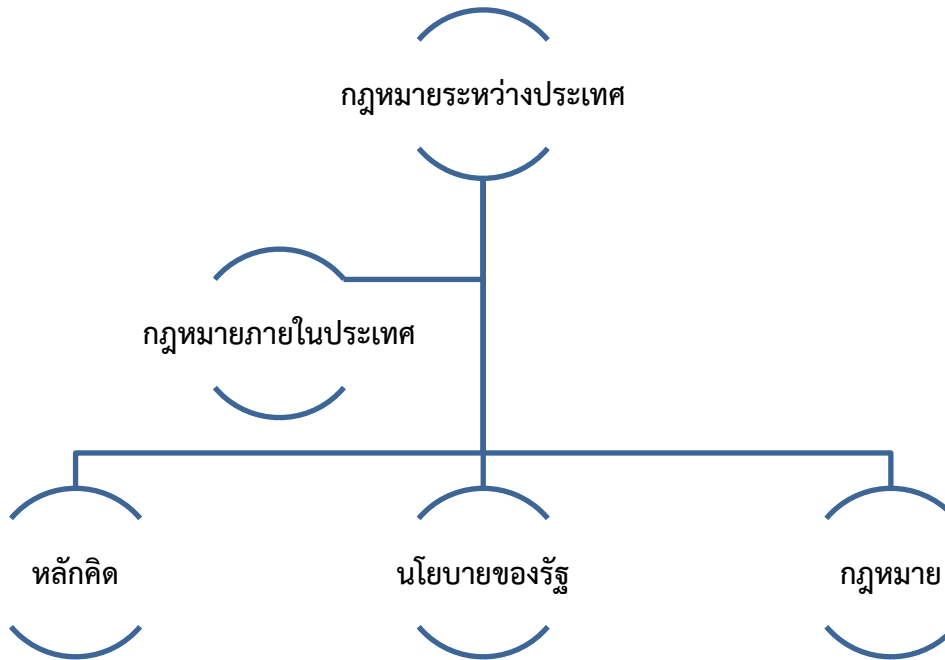 กฎหมายระหว่างประเทศ
กฎหมายภายในประเทศ
หลักคิด
นโยบายของรัฐ
กฎหมาย